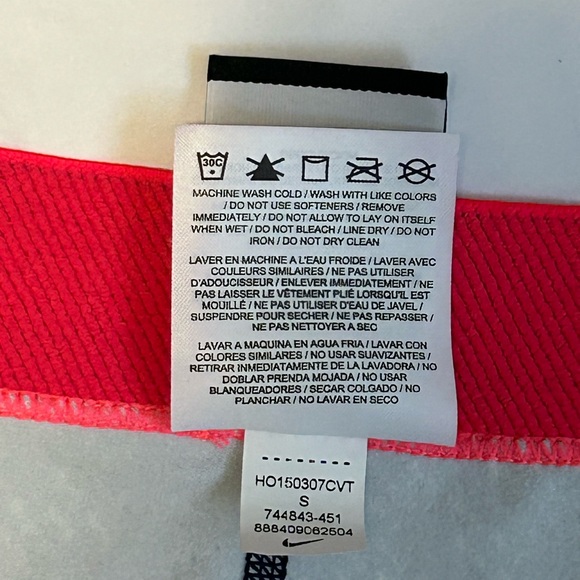 30C
MACHINE WASH COLD / WASH WITH LIKE COLORS
/ DO NOT USE SOFTENERS / REMOVE
IMMEDIATELY / DO NOT ALLOW TO LAY ON ITSELF
WHEN WET / DO NOT BLEACH / LINE DRY / DO NOT
IRON / DO NOT DRY CLEAN
LAVER EN MACHINE A L'EAU FROIDE / LAVER AVEC
COULEURS SIMILAIRES / NE PAS UTILISER
D'ADOUCISSEUR / ENLEVER IMMEDIATEMENT / NE
PAS LAISSER LE VÊTEMENT PLIÉ LORSQU'IL EST
MOUILLÉ / NE PAS UTILISER D'EAU DE JAVEL /
SUSPENDRE POUR SECHER / NE PAS REPASSER /
NE PAS NETTOYER A SEC
LAVAR A MAQUINA EN AGUA FRIA / LAVAR CON
COLORES SIMILARES / NO USAR SUAVIZANTES /
RETIRAR INMEDIATAMENTE DE LA LAVADORA / NO
DOBLAR PRENDA MOJADA / NO USAR
BLANQUEADORES / SECAR COLGADO / NO
PLANCHAR / NO LAVAR EN SECO
HO150307CVT
S
744843-451
888409062504